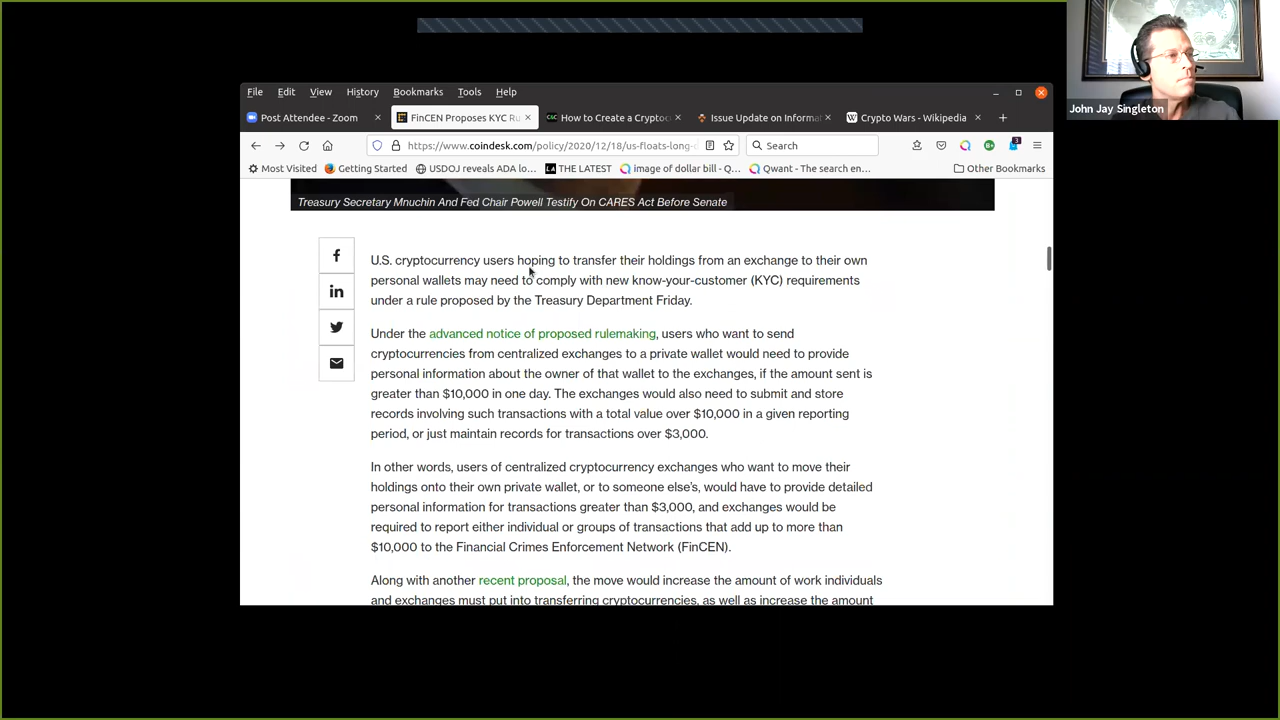 File Edit View History Bookmarks Tools Help
Post Attendee - Zoom × FinCEN Proposes KYC Ru × How to Create a Cryptoc × Issue Update on Informat × Crypto Wars - Wikipedia × +
https://www.coindesk.com/policy/2020/12/18/us-floats-long- Search
Most Visited Getting Started USDOJ reveals ADA lo... THE LATEST image of dollar bill - Q... Qwant - The search en... Other Bookmarks
John Jay Singleton
Treasury Secretary Mnuchin And Fed Chair Powell Testify On CARES Act Before Senate
U.S. cryptocurrency users hoping to transfer their holdings from an exchange to their own
personal wallets may need to comply with new know-your-customer (KYC) requirements
under a rule proposed by the Treasury Department Friday.
Under the advanced notice of proposed rulemaking, users who want to send
cryptocurrencies from centralized exchanges to a private wallet would need to provide
personal information about the owner of that wallet to the exchanges, if the amount sent is
greater than $10,000 in one day. The exchanges would also need to submit and store
records involving such transactions with a total value over $10,000 in a given reporting
period, or just maintain records for transactions over $3,000.
In other words, users of centralized cryptocurrency exchanges who want to move their
holdings onto their own private wallet, or to someone else's, would have to provide detailed
personal information for transactions greater than $3,000, and exchanges would be
required to report either individual or groups of transactions that add up to more than
$10,000 to the Financial Crimes Enforcement Network (FinCEN).
Along with another recent proposal, the move would increase the amount of work individuals
and exchanges must put into transferring cryptocurrencies, as well as increase the amount